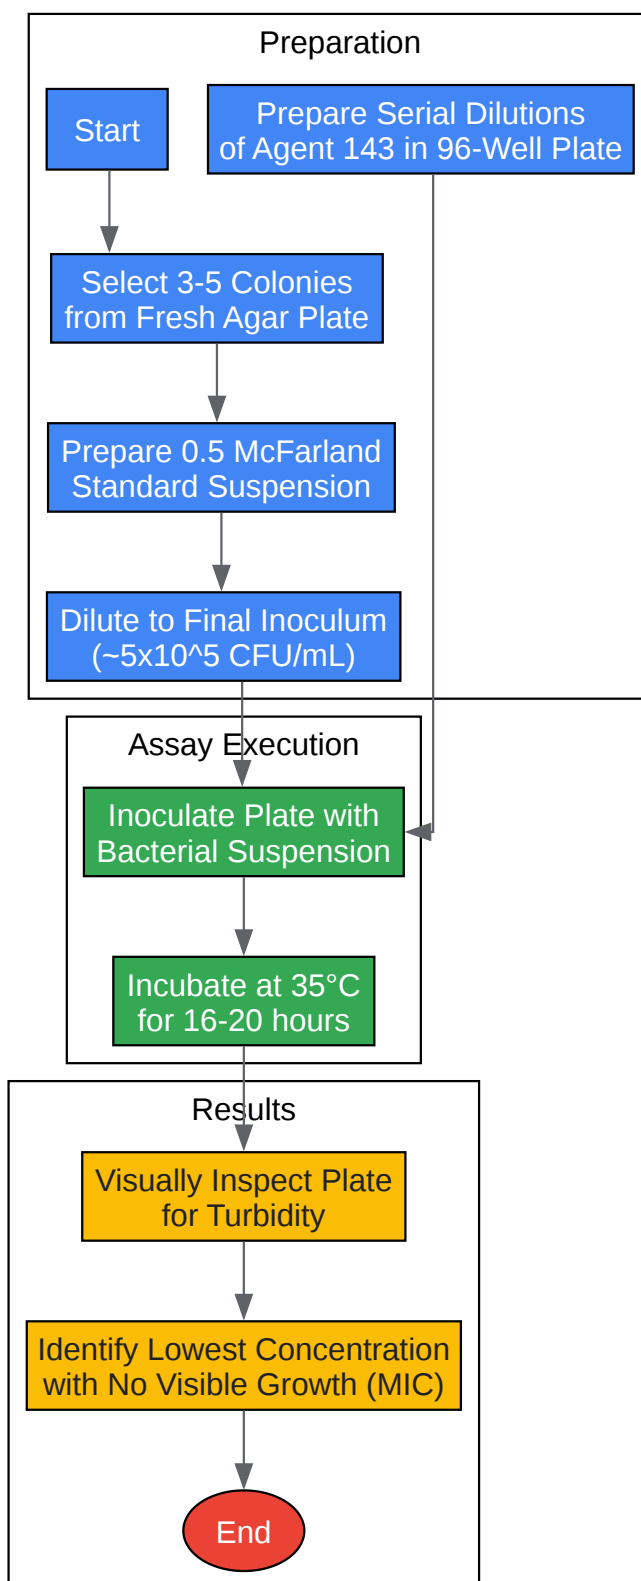 Preparation
Start
Prepare Serial Dilutions
of Agent 143 in 96-Well Plate
Select 3-5 Colonies
from Fresh Agar Plate
Prepare 0.5 McFarland
Standard Suspension
Dilute to Final Inoculum
(~5x10^5 CFU/mL)
Assay Execution
Inoculate Plate with
Bacterial Suspension
Incubate at 35°C
for 16-20 hours
Results
Visually Inspect Plate
for Turbidity
Identify Lowest Concentration
with No Visible Growth (MIC)
End